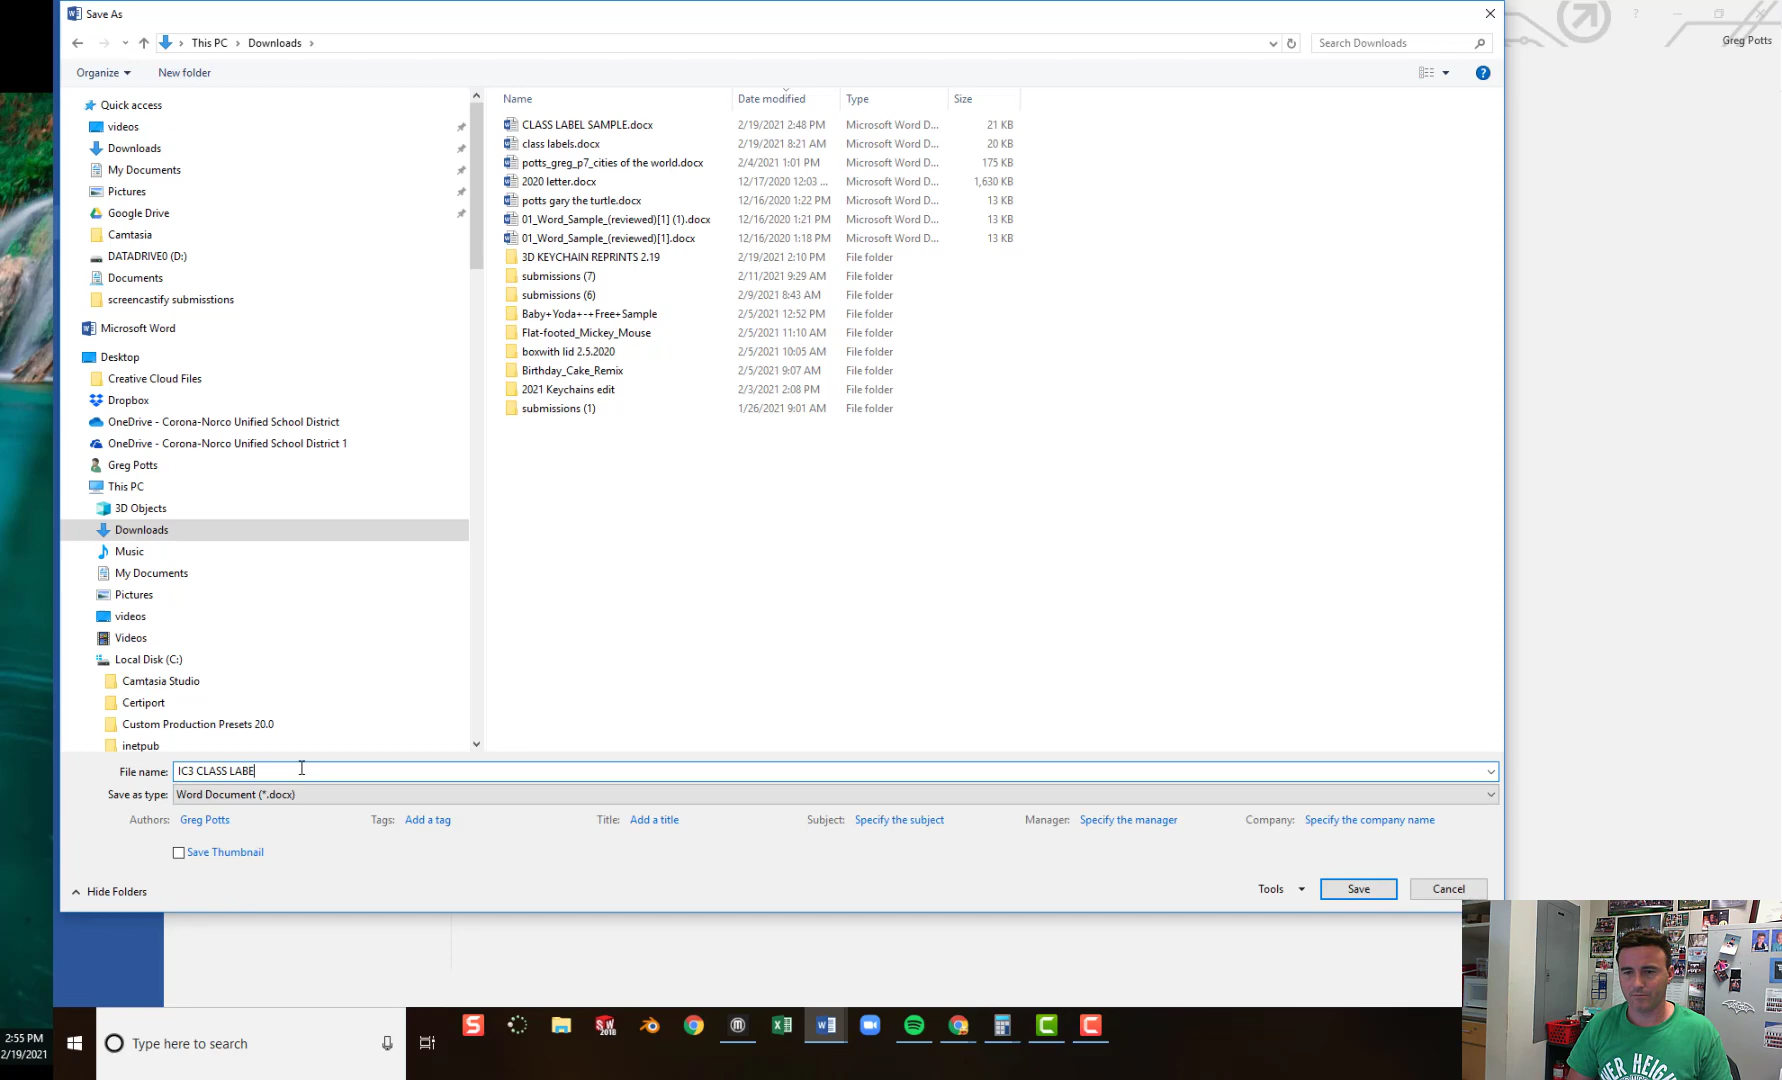 Save As
This PC > Downloads >
Search Downloads
Greg Potts
Organize
New folder
Name
Date modified
Type
Size
Quick access
videos
Downloads
My Documents
Pictures
Google Drive
Camtasia
DATADRIVE0 (D:)
Documents
screencastify submisstions
Microsoft Word
Desktop
Creative Cloud Files
Dropbox
OneDrive - Corona-Norco Unified School District
OneDrive - Corona-Norco Unified School District 1
Greg Potts
This PC
3D Objects
Downloads
Music
My Documents
Pictures
videos
Videos
Local Disk (C:)
Camtasia Studio
Certiport
Custom Production Presets 20.0
inetpub
CLASS LABEL SAMPLE.docx 2/19/2021 2:48 PM Microsoft Word D... 21 KB
class labels.docx 2/19/2021 8:21 AM Microsoft Word D... 20 KB
potts_greg_p7_cities of the world.docx 2/4/2021 1:01 PM Microsoft Word D... 175 KB
2020 letter.docx 12/17/2020 12:03 ... Microsoft Word D... 1,630 KB
potts gary the turtle.docx 12/16/2020 1:22 PM Microsoft Word D... 13 KB
01_Word_Sample_(reviewed)[1] (1).docx 12/16/2020 1:21 PM Microsoft Word D... 13 KB
01_Word_Sample_(reviewed)[1].docx 12/16/2020 1:18 PM Microsoft Word D... 13 KB
3D KEYCHAIN REPRINTS 2.19 2/19/2021 2:10 PM File folder
submissions (7) 2/11/2021 9:29 AM File folder
submissions (6) 2/9/2021 8:43 AM File folder
Baby+Yoda+-+Free+Sample 2/5/2021 12:52 PM File folder
Flat-footed_Mickey_Mouse 2/5/2021 11:10 AM File folder
boxwith lid 2.5.2020 2/5/2021 10:05 AM File folder
Birthday_Cake_Remix 2/5/2021 9:07 AM File folder
2021 Keychains edit 2/3/2021 2:08 PM File folder
submissions (1) 1/26/2021 9:01 AM File folder
File name: IC3 CLASS LABE
Save as type: Word Document (*.docx)
Authors: Greg Potts
Tags: Add a tag
Title: Add a title
Subject: Specify the subject
Manager: Specify the manager
Company: Specify the company name
Save Thumbnail
Hide Folders
Tools
Save
Cancel
2:55 PM
2/19/2021
Type here to search